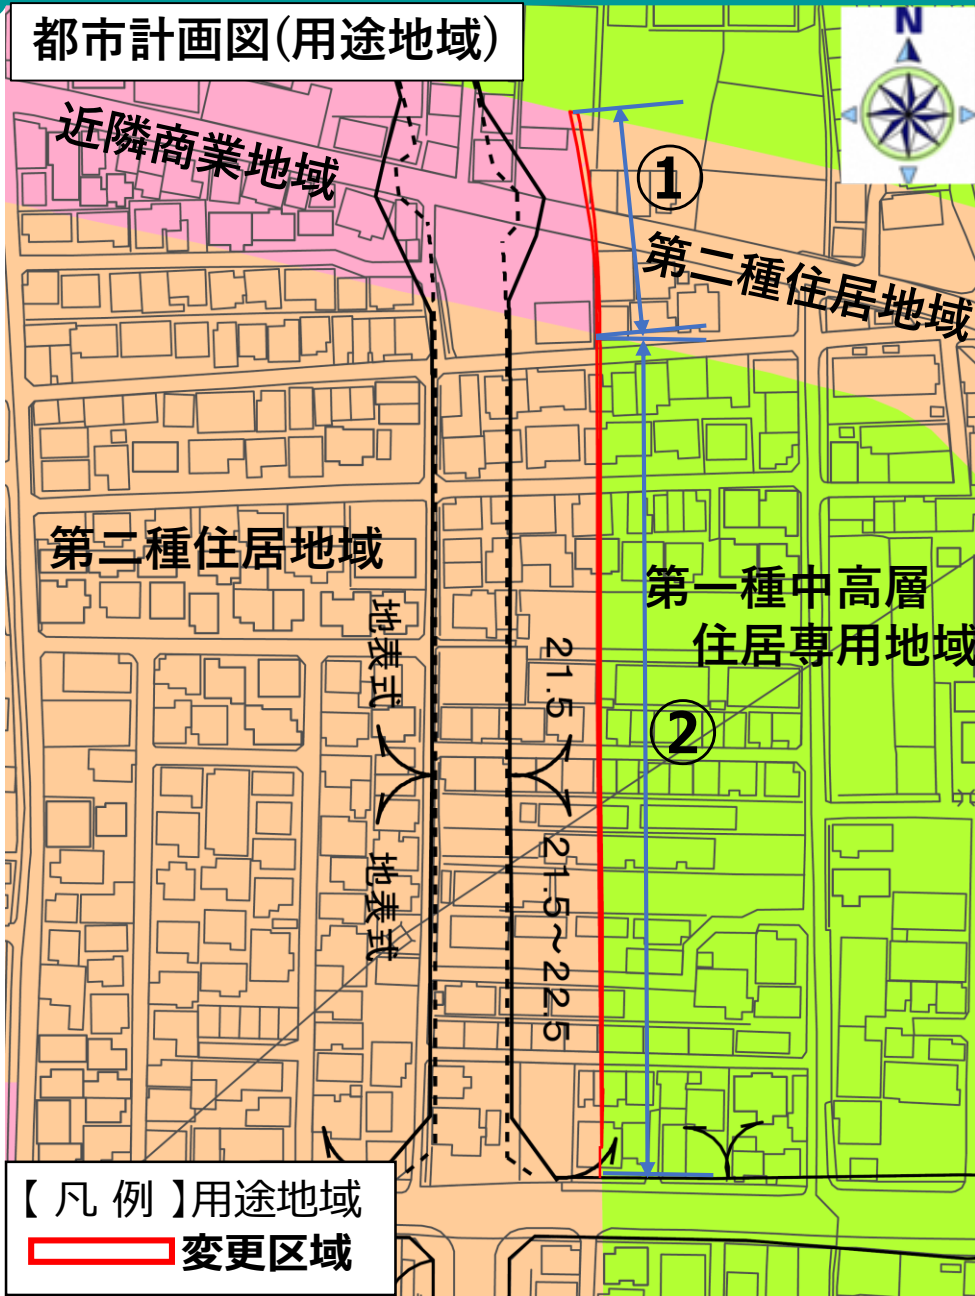 都市計画図(用途地域)
N
近隣商業地域
①
第二種住居地域
第二種住居地域
第一種中高層
住居専用地域
地表式
21.5
②
地表式
21.5～22.5
【 凡 例 】用途地域
変更区域